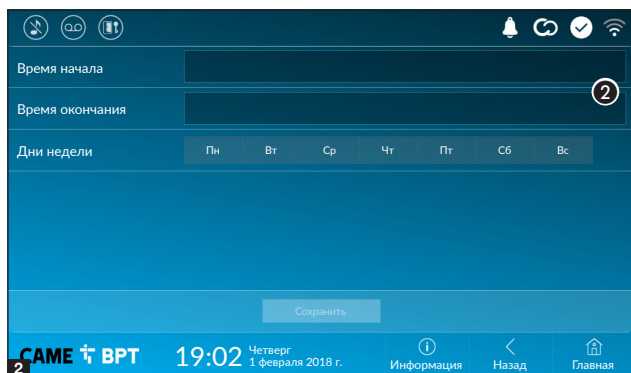 Время начала
2
Время окончания
Дни недели Пн Вт Ср Чт Пт Сб Вс
Сохранить
CAME BPT 19:02 Четверг
1 февраля 2018 г.
Информация Назад Главная
2